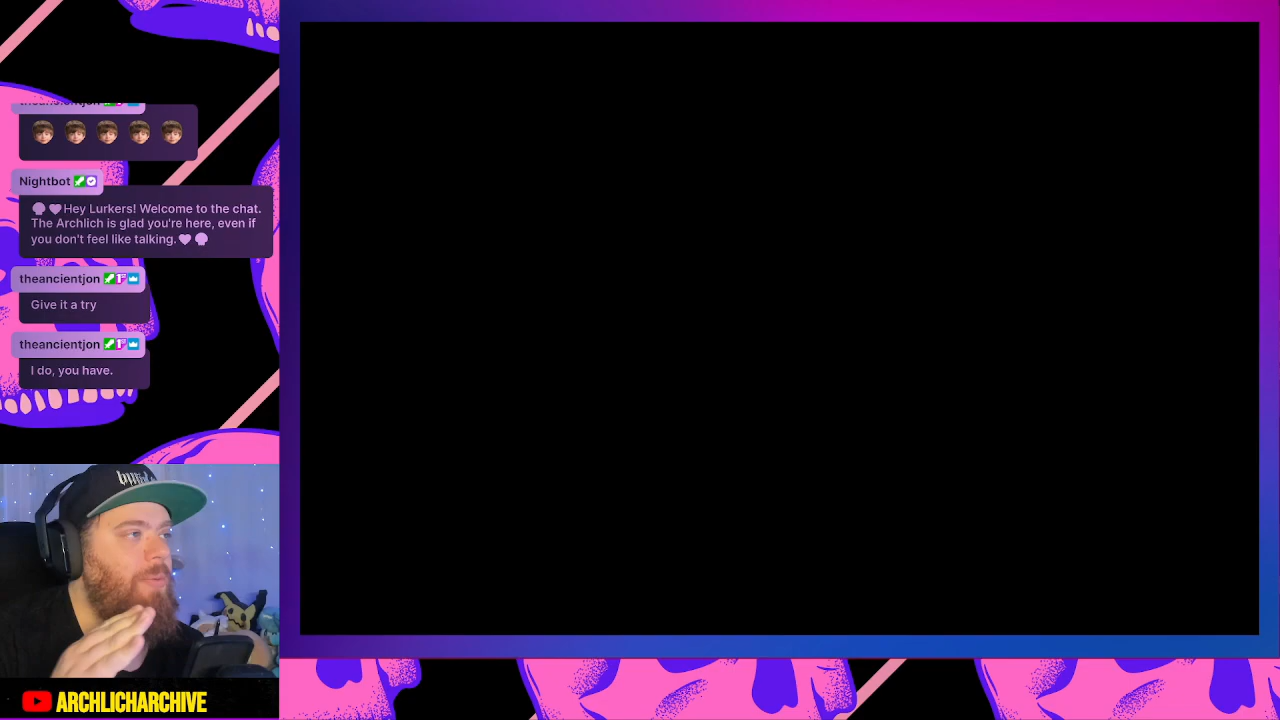 Nightbot
Hey Lurkers! Welcome to the chat.
The Archlich is glad you're here, even if
you don't feel like talking.
theancientjon
Give it a try
theancientjon
I do, you have.
ARCHLICHARCHIVE